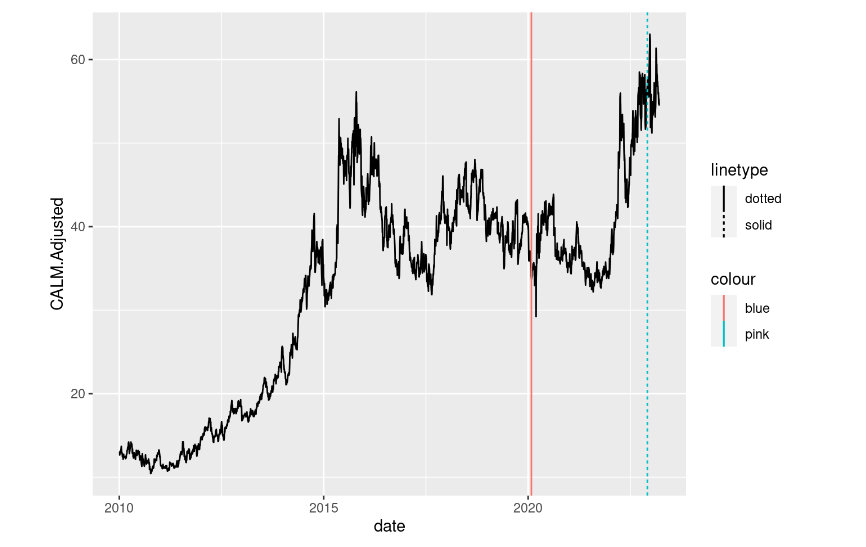 60
40
20
CALM.Adjusted
2010
2015
2020
date
linetype
dotted
solid
colour
blue
pink